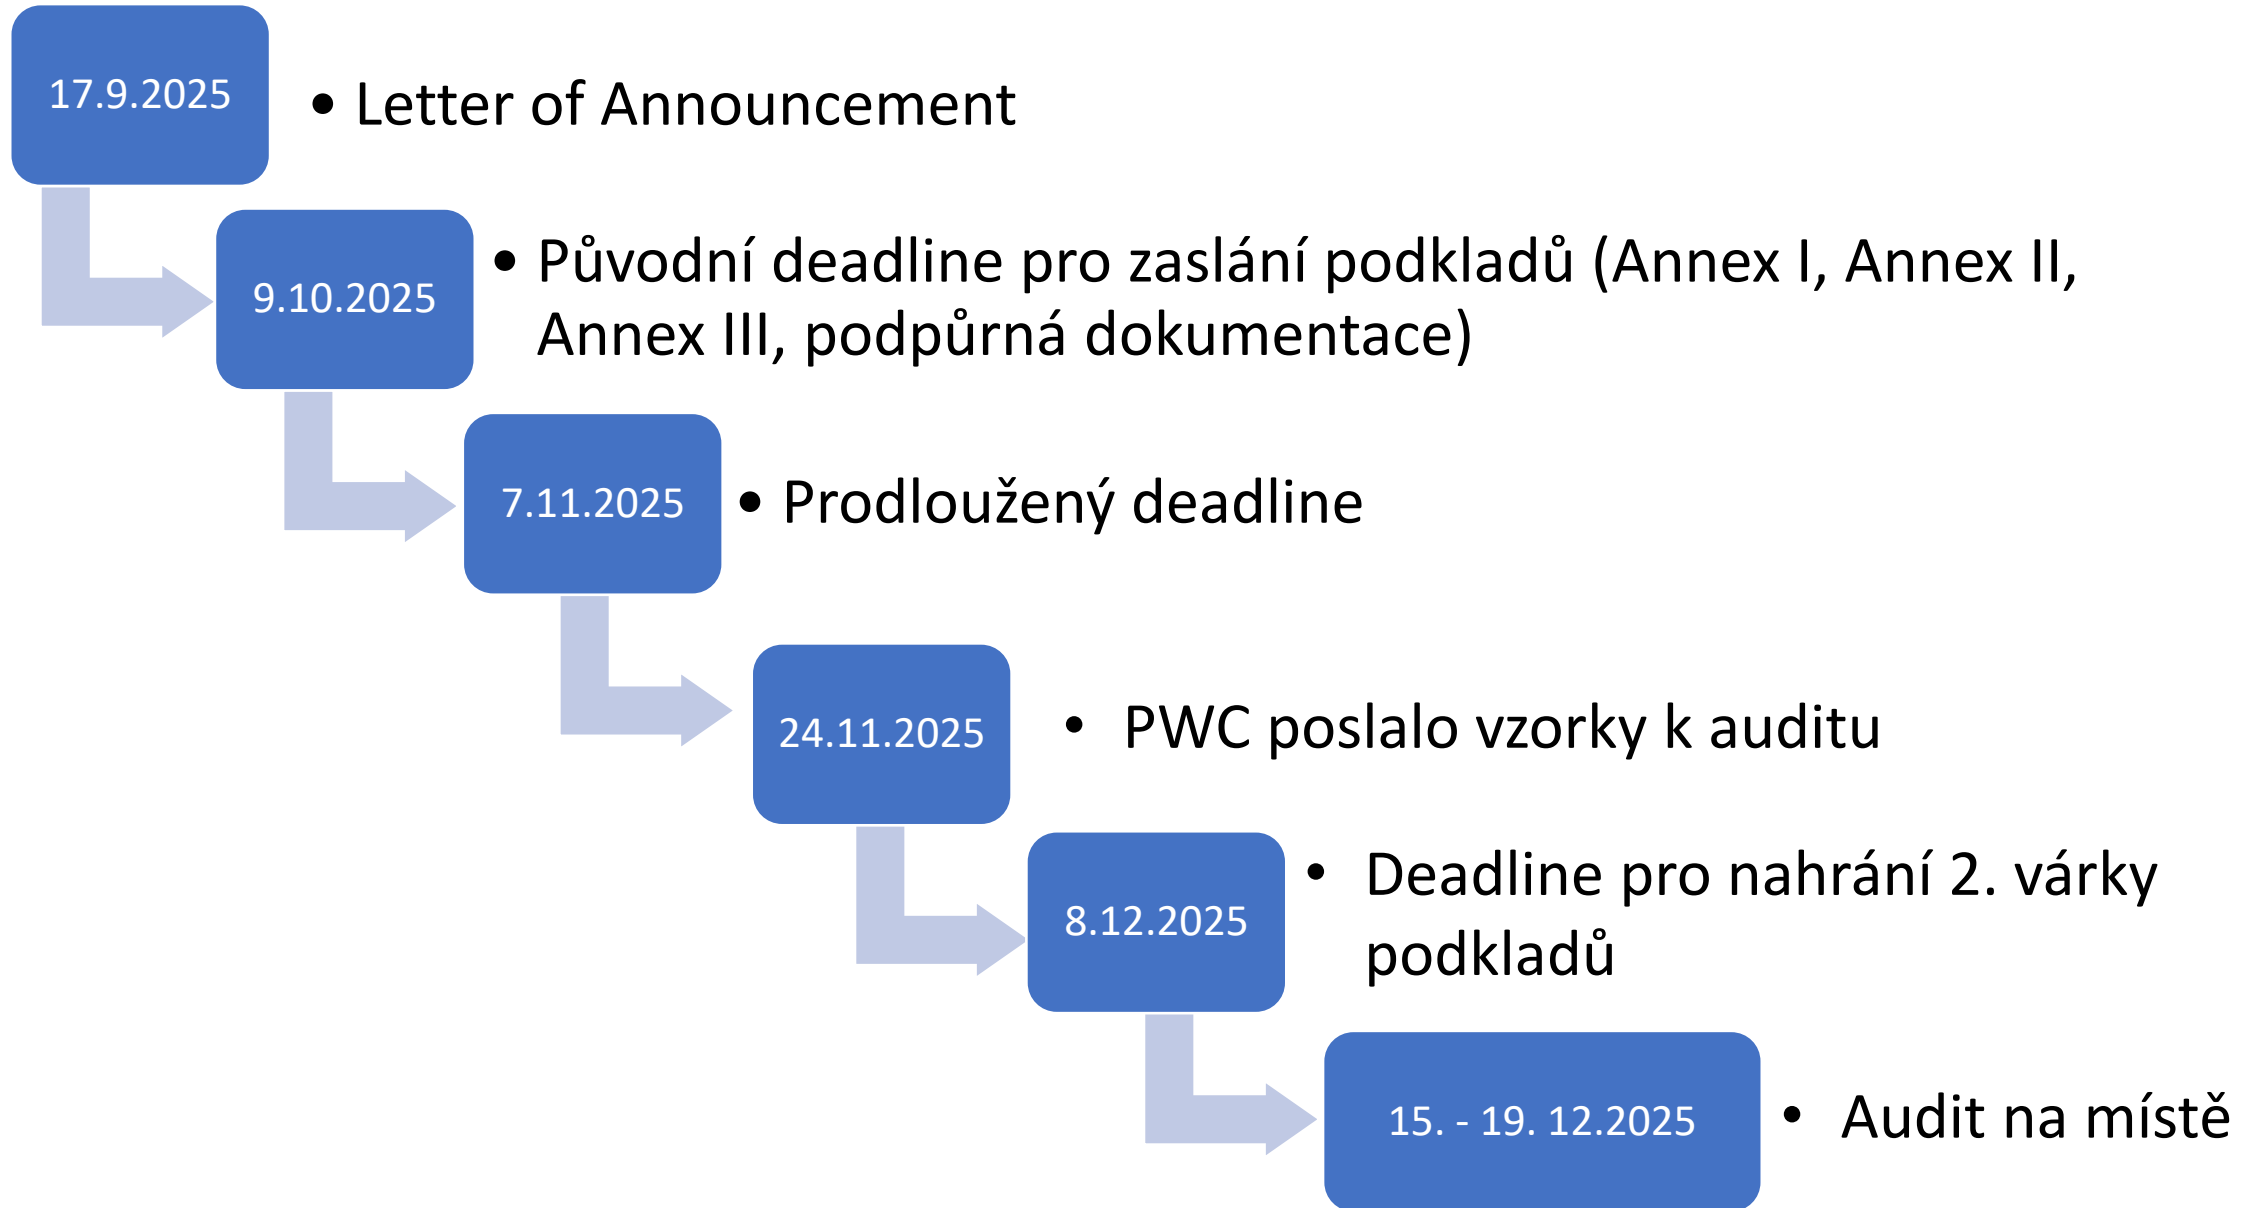 17.9.2025
• Letter of Announcement
9.10.2025
• Původní deadline pro zaslání podkladů (Annex I, Annex II,
Annex III, podpůrná dokumentace)
7.11.2025
• Prodloužený deadline
24.11.2025
• PWC poslalo vzorky k auditu
8.12.2025
• Deadline pro nahrání 2. várky
podkladů
15. - 19. 12.2025
• Audit na místě